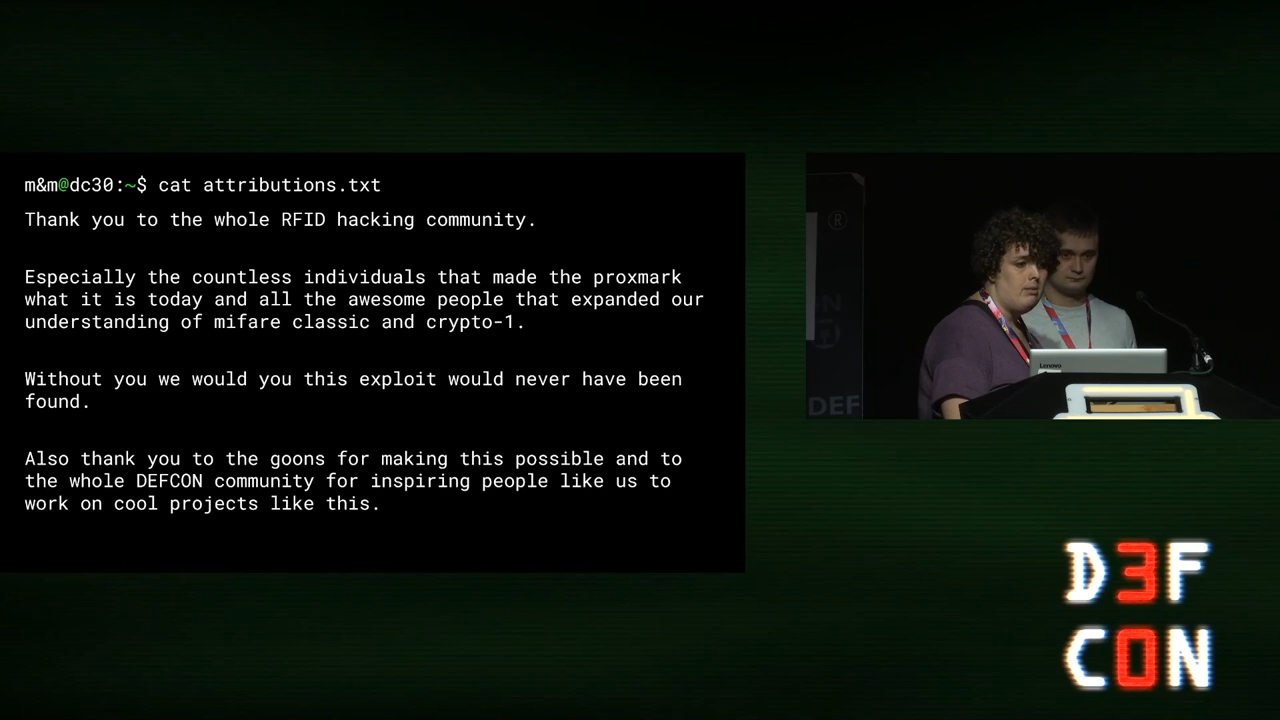 m&m@dc30:~$ cat attributions.txt
Thank you to the whole RFID hacking community.
Especially the countless individuals that made the proxmark
what it is today and all the awesome people that expanded our
understanding of mifare classic and crypto-1.
Without you we would you this exploit would never have been
found.
Also thank you to the goons for making this possible and to
the whole DEFCON community for inspiring people like us to
work on cool projects like this.
®
DEF
Lenovo
D3F
C0N